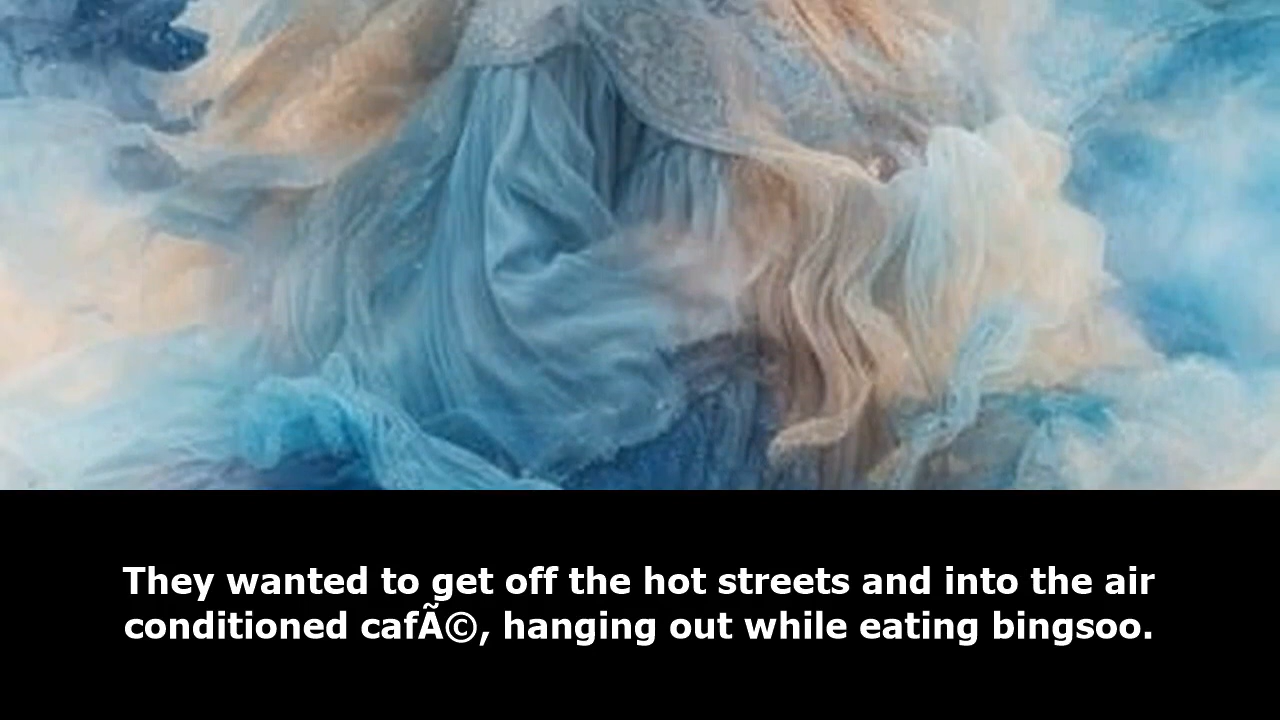 They wanted to get off the hot streets and into the air
conditioned cafÃ©, hanging out while eating bingsoo.